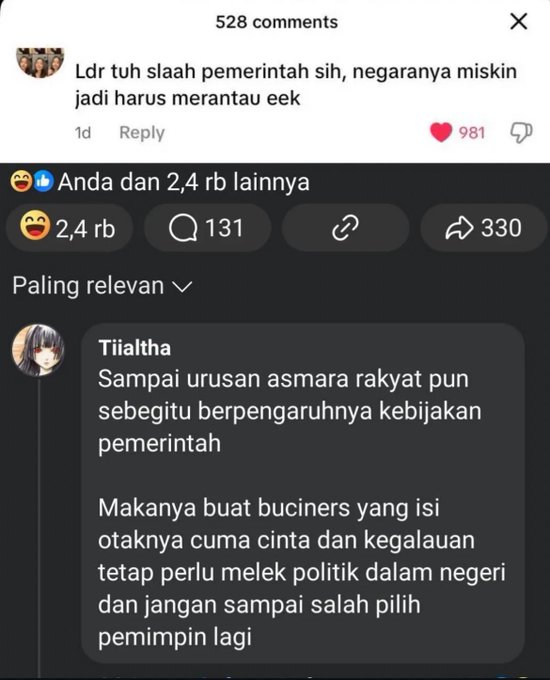 528 comments
Ldr tuh slaah pemerintah sih, negaranya miskin
jadi harus merantau eek
1d Reply 981
Anda dan 2,4 rb lainnya
2,4 rb 131 330
Paling relevan
Tiialtha
Sampai urusan asmara rakyat pun
sebegitu berpengaruhnya kebijakan
pemerintah
Makanya buat buciners yang isi
otaknya cuma cinta dan kegalauan
tetap perlu melek politik dalam negeri
dan jangan sampai salah pilih
pemimpin lagi